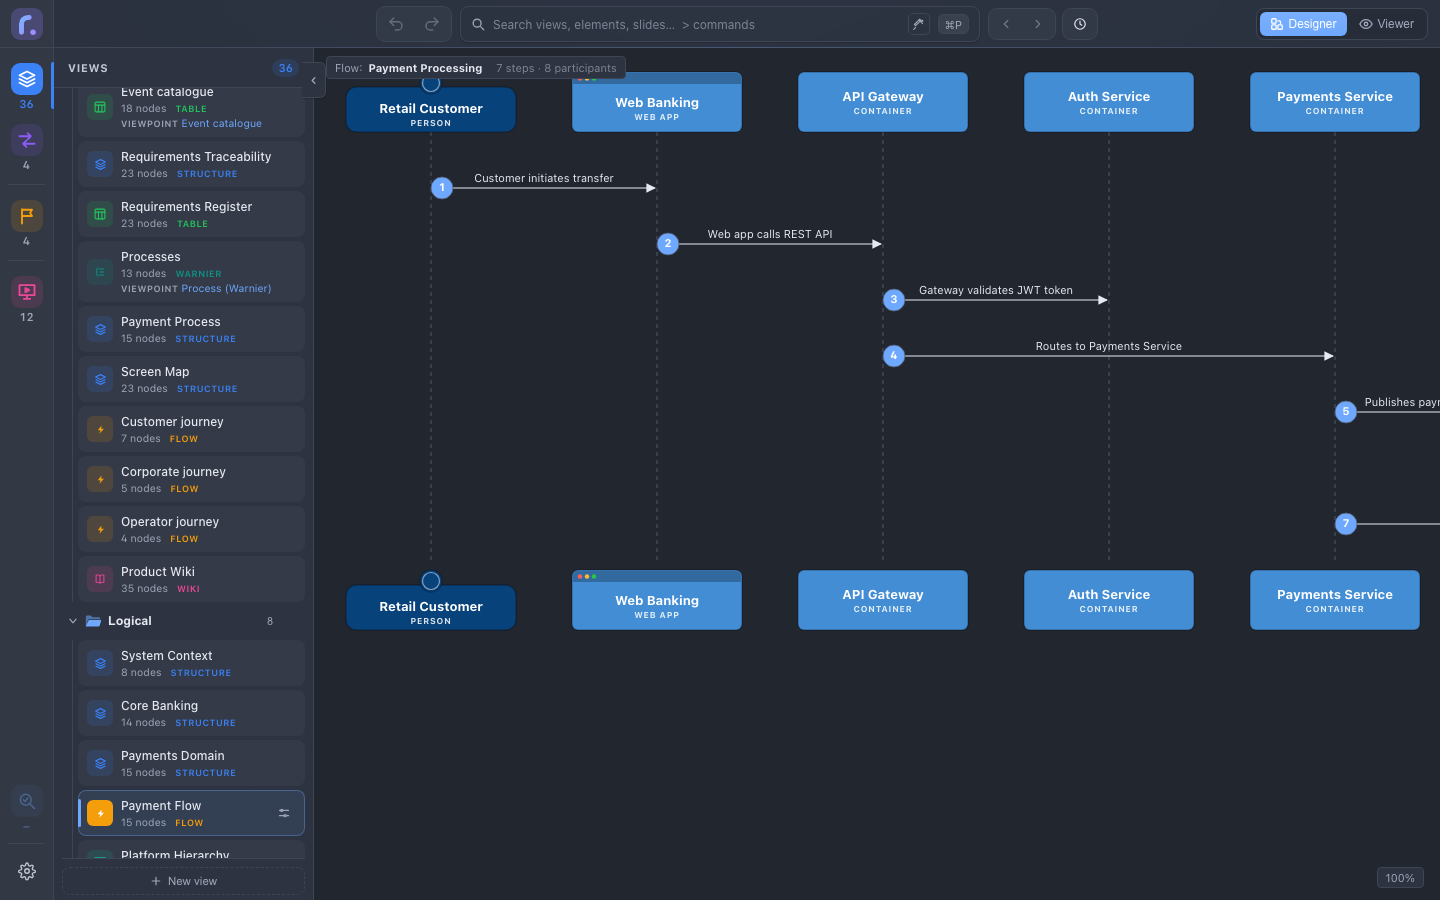 Search views, elements, slides... > commands
⌘P
Designer
Viewer
36
4
4
12
–
VIEWS
36
Event catalogue
18 nodes TABLE
VIEWPOINT Event catalogue
Requirements Traceability
23 nodes STRUCTURE
Requirements Register
23 nodes TABLE
Processes
13 nodes WARNIER
VIEWPOINT Process (Warnier)
Payment Process
15 nodes STRUCTURE
Screen Map
23 nodes STRUCTURE
Customer journey
7 nodes FLOW
Corporate journey
5 nodes FLOW
Operator journey
4 nodes FLOW
Product Wiki
35 nodes WIKI
Logical 8
System Context
8 nodes STRUCTURE
Core Banking
14 nodes STRUCTURE
Payments Domain
15 nodes STRUCTURE
Payment Flow
15 nodes FLOW
Platform Hierarchy
+ New view
Flow: Payment Processing 7 steps · 8 participants
Retail Customer
PERSON
Web Banking
WEB APP
API Gateway
CONTAINER
Auth Service
CONTAINER
Payments Service
CONTAINER
1 Customer initiates transfer
2 Web app calls REST API
3 Gateway validates JWT token
4 Routes to Payments Service
5 Publishes payr
7
Retail Customer
PERSON
Web Banking
WEB APP
API Gateway
CONTAINER
Auth Service
CONTAINER
Payments Service
CONTAINER
100%